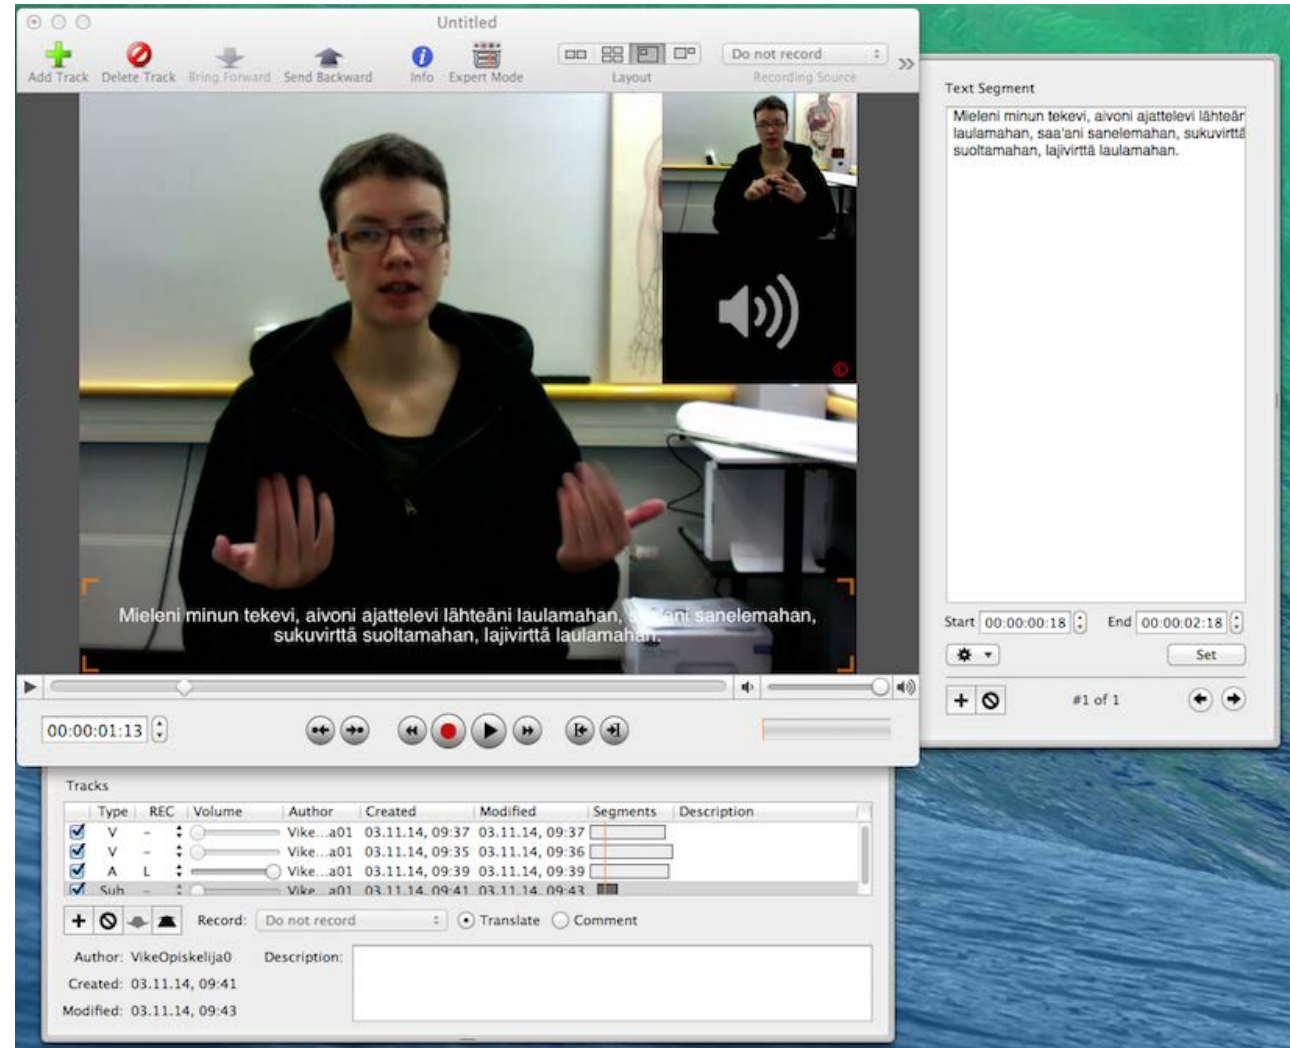 Untitled
Add Track Delete Track Bring Forward Send Backward Info Expert Mode Layout Do not record Recording Source
Mieleni minun tekevi, aivoni ajattelevi lähteäni laulamahan, saa'ani sanelemahan,
sukuvirttä suoltamahan, lajivirttä laulamahan.
00:00:01:13
Text Segment
Mieleni minun tekevi, aivoni ajattelevi lähteän
laulamahan, saa'ani sanelemahan, sukuvirttä
suoltamahan, lajivirttä laulamahan.
Start 00:00:00:18 End 00:00:02:18
Set
#1 of 1
Tracks
Type REC Volume Author Created Modified Segments Description
V - Vike...a01 03.11.14, 09:37 03.11.14, 09:37
V - Vike...a01 03.11.14, 09:35 03.11.14, 09:36
A L Vike...a01 03.11.14, 09:39 03.11.14, 09:39
Sub - Vike...a01 03.11.14, 09:41 03.11.14, 09:43
Record: Do not record Translate Comment
Author: VikeOpiskelija0 Description:
Created: 03.11.14, 09:41
Modified: 03.11.14, 09:43